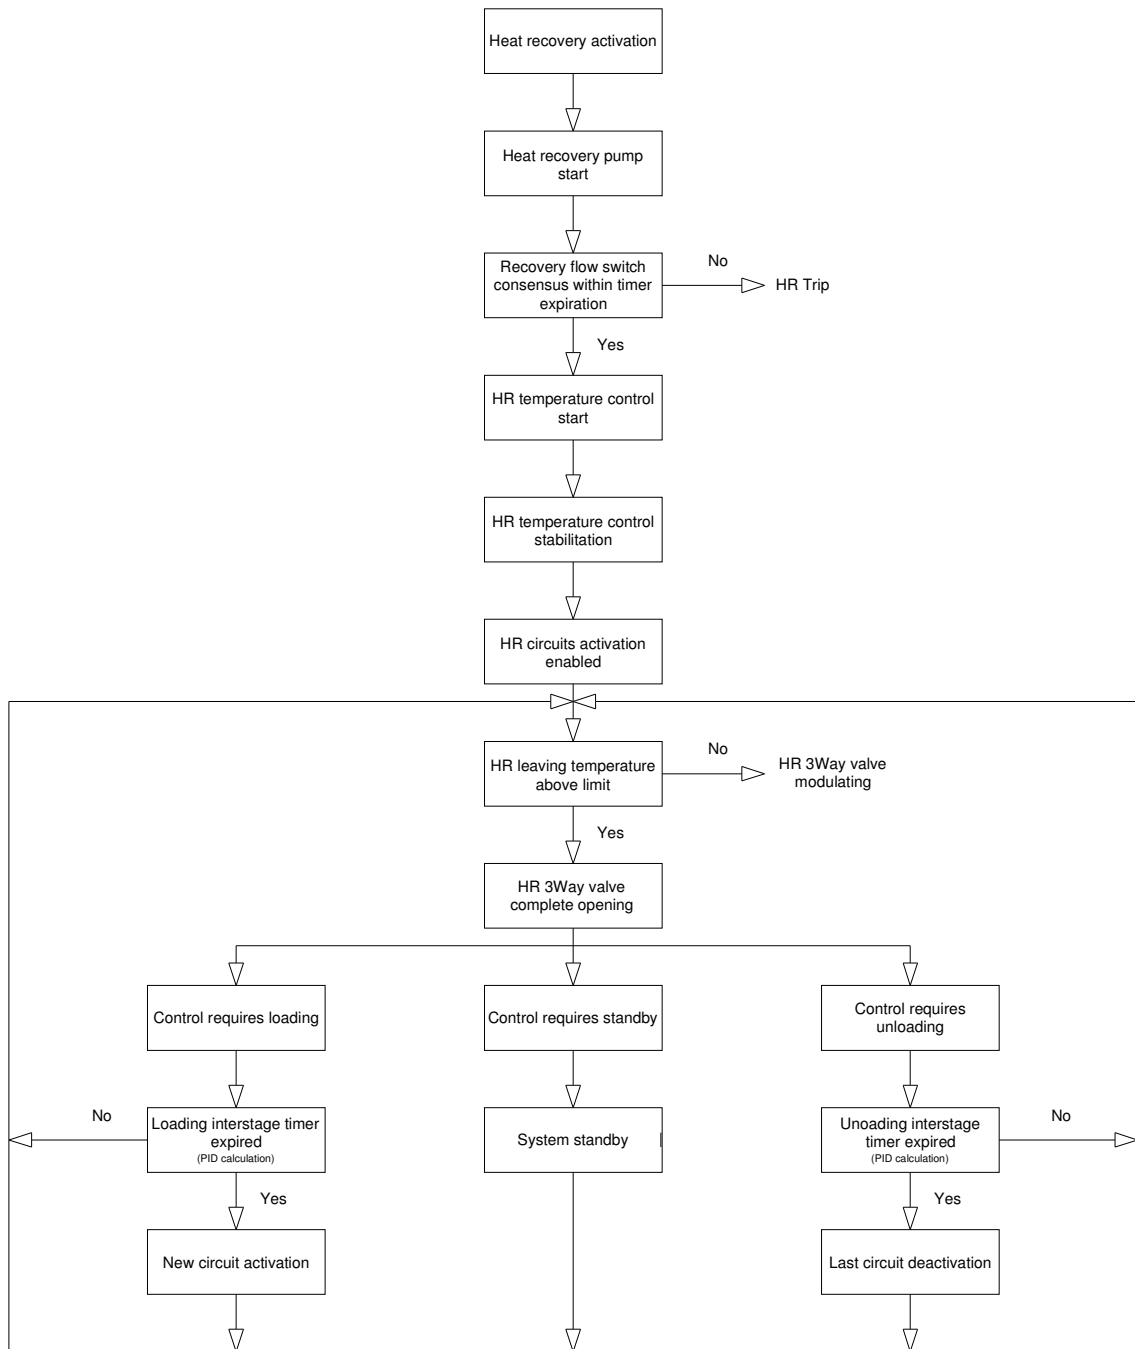 Heat recovery activation
Heat recovery pump
start
Recovery flow switch
consensus within timer
expiration
No
HR Trip
Yes
HR temperature control
start
HR temperature control
stabilitation
HR circuits activation
enabled
HR leaving temperature
above limit
No
HR 3Way valve
modulating
Yes
HR 3Way valve
complete opening
Control requires loading
Control requires standby
Control requires
unloading
No
Loading interstage timer
expired
(PID calculation)
System standby
Unoading interstage
timer expired
(PID calculation)
No
Yes
Yes
New circuit activation
Last circuit deactivation